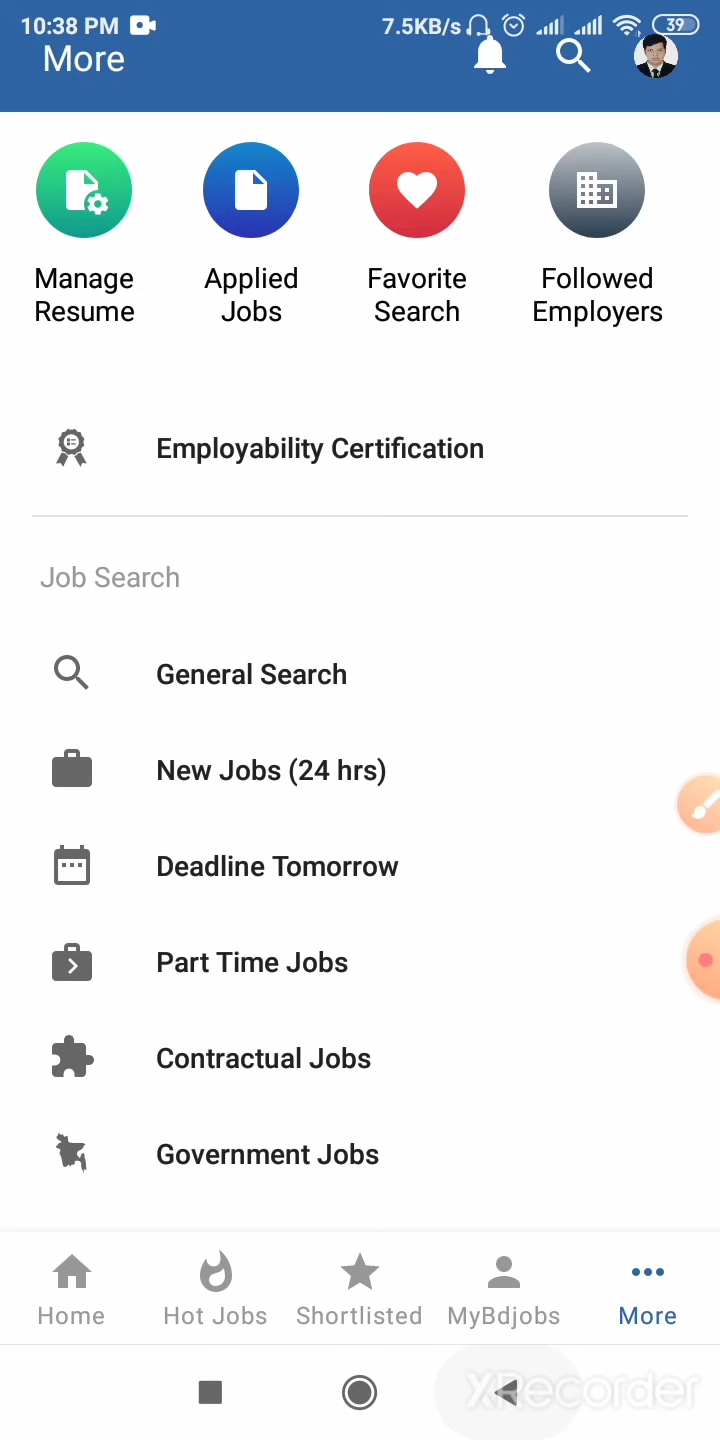 10:38 PM 7.5KB/s 39
More
Manage Resume
Applied Jobs
Favorite Search
Followed Employers
Employability Certification
Job Search
General Search
New Jobs (24 hrs)
Deadline Tomorrow
Part Time Jobs
Contractual Jobs
Government Jobs
Home Hot Jobs Shortlisted MyBdjobs More
XRecorder